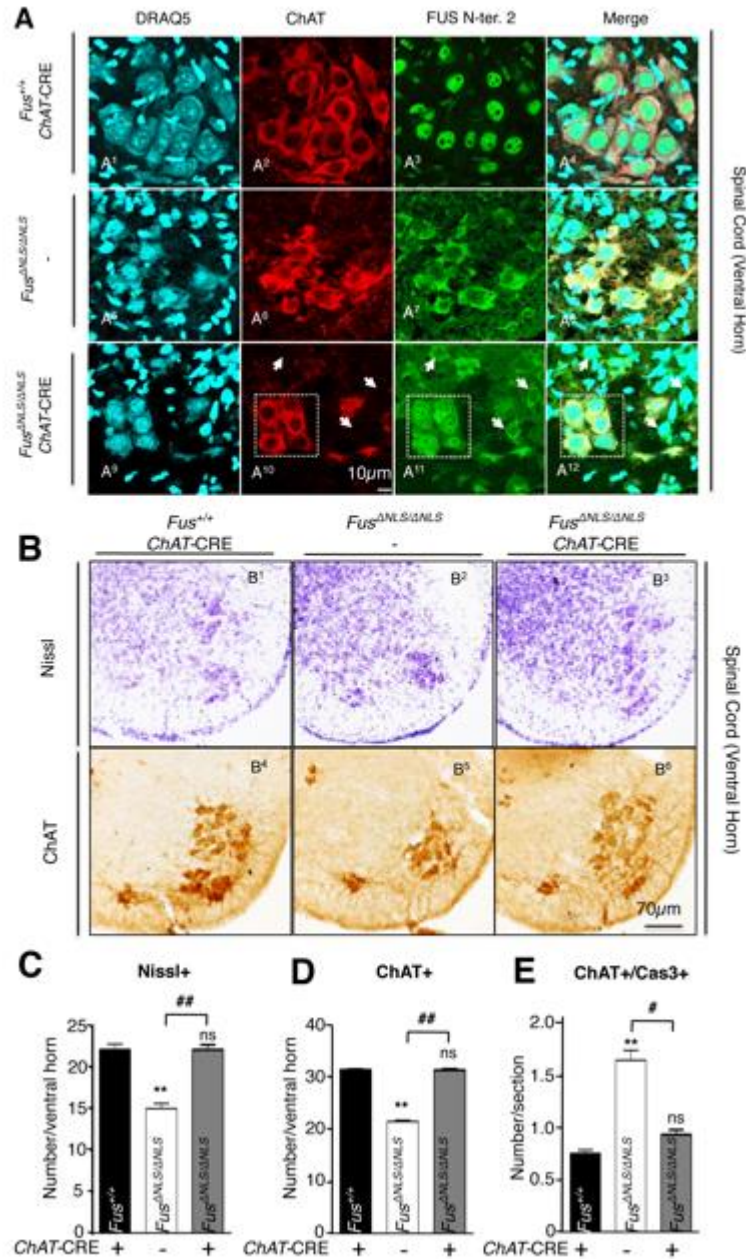 A
DRAQ5 ChAT FUS N-ter. 2 Merge
Fus+/+
ChAT-CRE
A1 A2 A3 A4
FusΔNLS/ΔNLS
-
A6 A7
FusΔNLS/ΔNLS
ChAT-CRE
A9 A10 10µm A11 A12
Spinal Cord (Ventral Horn)
B
Fus+/+ FusΔNLS/ΔNLS FusΔNLS/ΔNLS
ChAT-CRE - ChAT-CRE
Nissl
B1 B2 B3
ChAT
B4 B5 B6
70µm
Spinal Cord (Ventral Horn)
C
Nissl+
##
ns
**
Number/ventral horn
25
20
15
10
5
0
Fus+/+
FusΔNLS/ΔNLS
FusΔNLS/ΔNLS
ChAT-CRE + - +
D
ChAT+
##
ns
**
Number/ventral horn
40
30
20
10
0
Fus+/+
FusΔNLS/ΔNLS
FusΔNLS/ΔNLS
ChAT-CRE + - +
E
ChAT+/Cas3+
#
**
ns
Number/section
2.0
1.5
1.0
0.5
0
Fus+/+
FusΔNLS/ΔNLS
FusΔNLS/ΔNLS
ChAT-CRE + - +